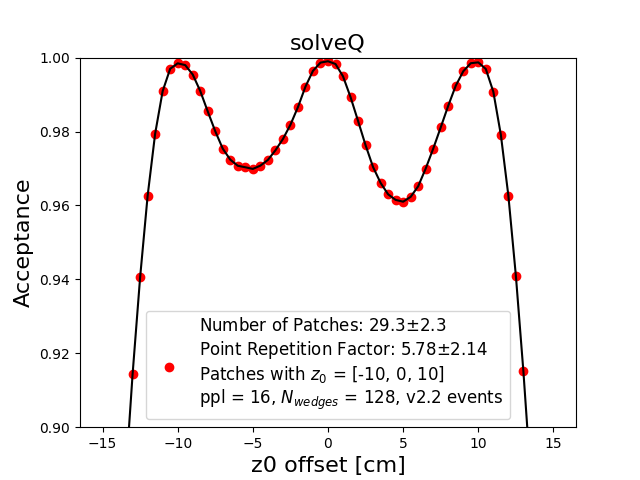 solveQ
1.00
0.98
0.96
0.94
0.92
0.90
Acceptance
Number of Patches: 29.3±2.3
Point Repetition Factor: 5.78±2.14
Patches with z₀ = [-10, 0, 10]
ppl = 16, N_wedges = 128, v2.2 events
−15 −10 −5 0 5 10 15
z0 offset [cm]